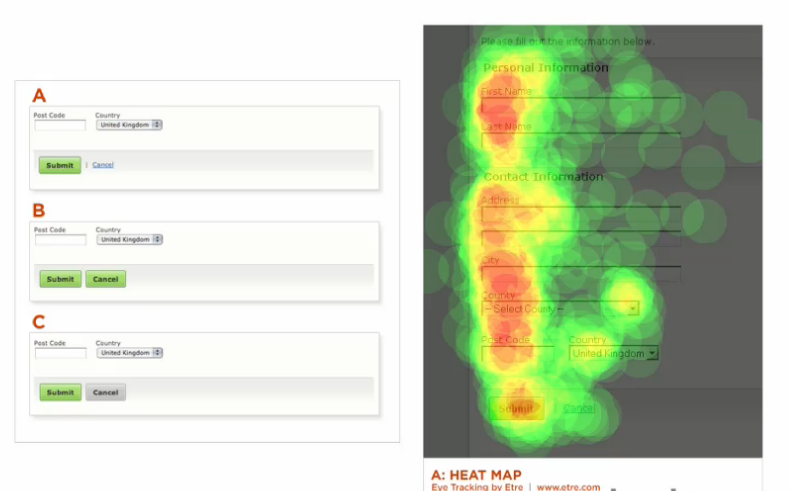 A
Post Code Country
United Kingdom
Submit | Cancel
B
Post Code Country
United Kingdom
Submit Cancel
C
Post Code Country
United Kingdom
Submit Cancel
Please fill out the information below.
Personal Information
First Name
Last Name
Contact Information
Address
City
County
-- Select County --
Post Code Country
United Kingdom
Submit Cancel
A: HEAT MAP
Eye Tracking by Etre | www.etre.com